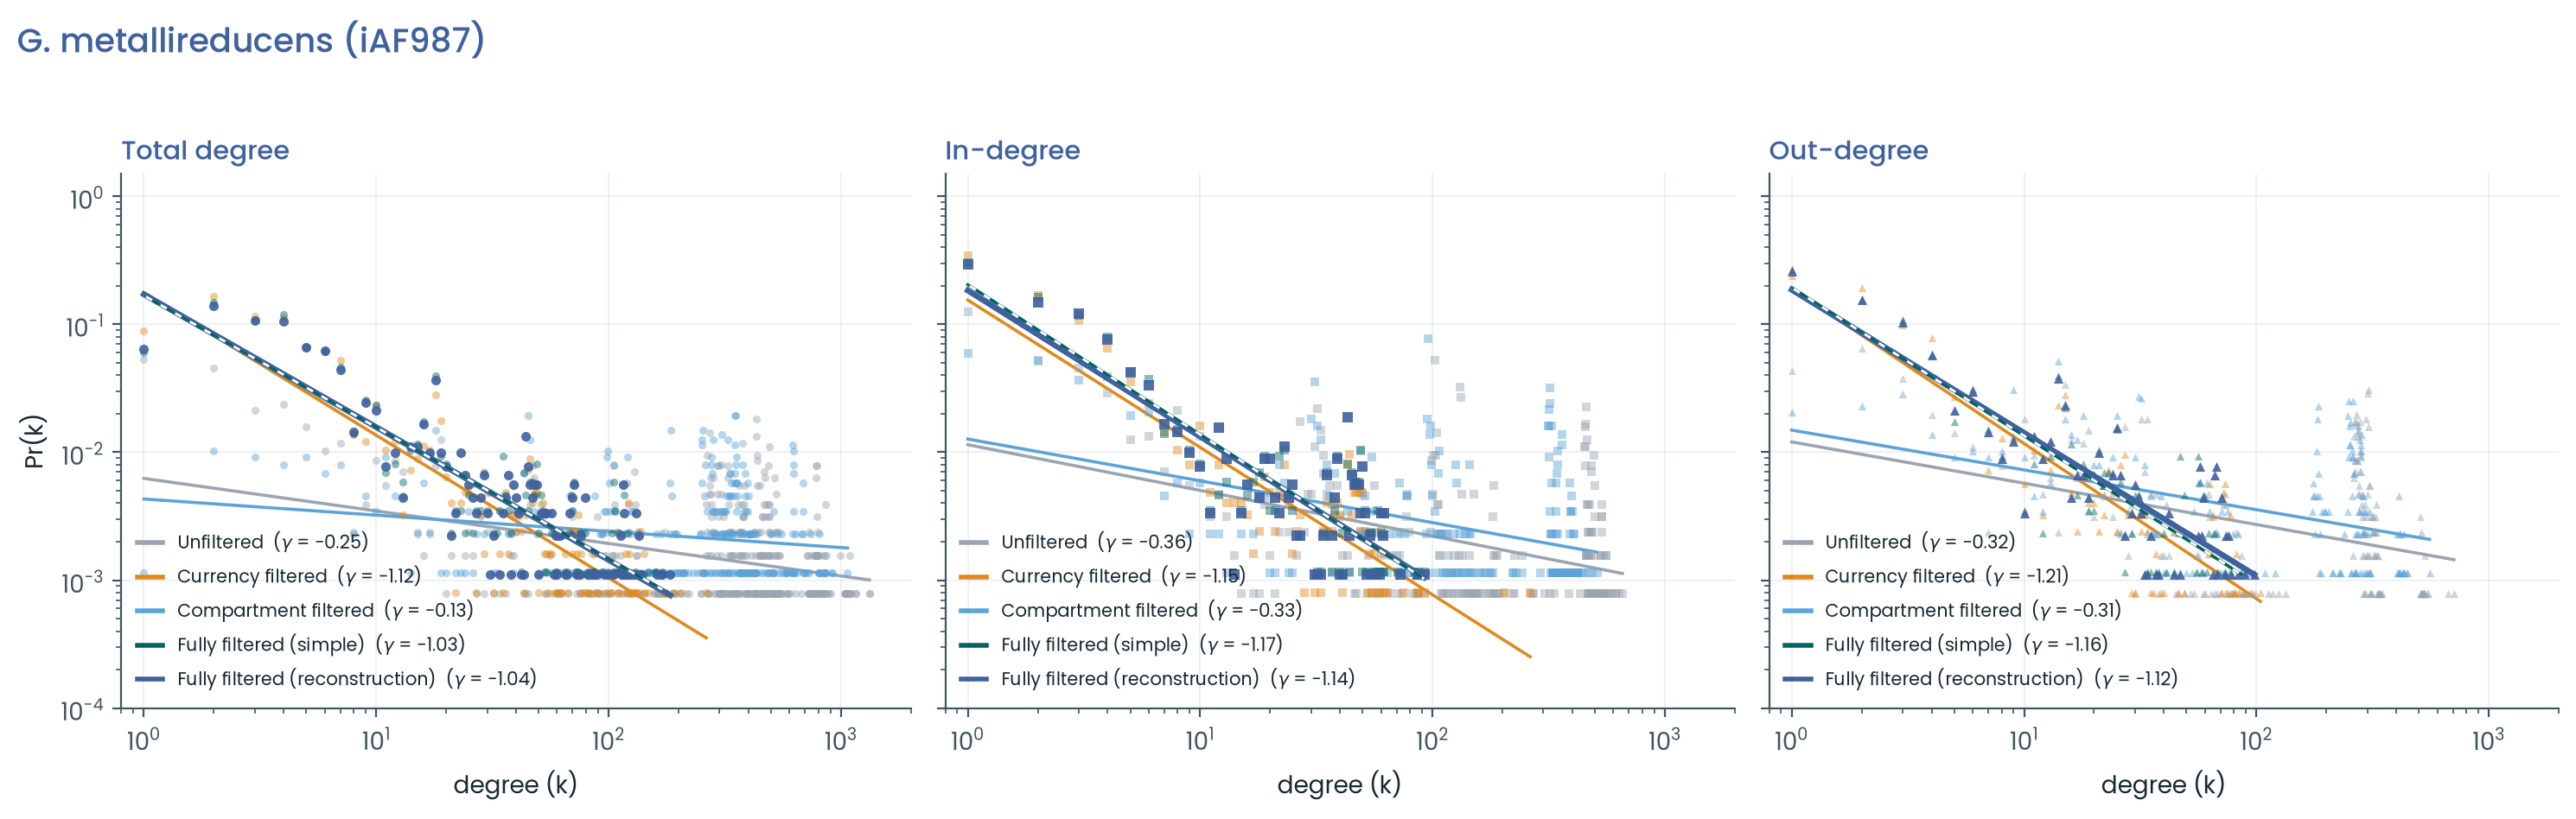 G. metallireducens (iAF987)
Total degree
In-degree
Out-degree
Pr(k)
10⁰
10⁻¹
10⁻²
10⁻³
10⁻⁴
Unfiltered (γ = -0.25)
Currency filtered (γ = -1.12)
Compartment filtered (γ = -0.13)
Fully filtered (simple) (γ = -1.03)
Fully filtered (reconstruction) (γ = -1.04)
10⁰ 10¹ 10² 10³
degree (k)
Unfiltered (γ = -0.36)
Currency filtered (γ = -1.15)
Compartment filtered (γ = -0.33)
Fully filtered (simple) (γ = -1.17)
Fully filtered (reconstruction) (γ = -1.14)
10⁰ 10¹ 10² 10³
degree (k)
Unfiltered (γ = -0.32)
Currency filtered (γ = -1.21)
Compartment filtered (γ = -0.31)
Fully filtered (simple) (γ = -1.16)
Fully filtered (reconstruction) (γ = -1.12)
10⁰ 10¹ 10² 10³
degree (k)